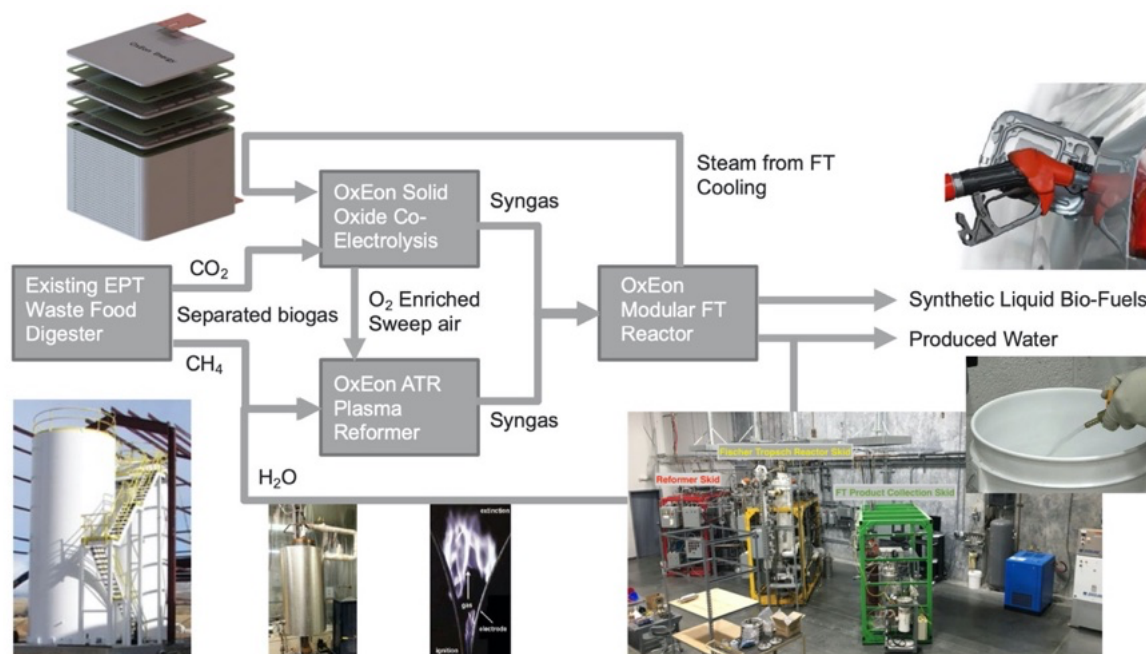 OxEon Energy
Steam from FT
Cooling
OxEon Solid
Oxide Co-
Electrolysis
Syngas
CO₂
Existing EPT
Waste Food
Digester
Separated biogas
O₂ Enriched
Sweep air
OxEon
Modular FT
Reactor
Synthetic Liquid Bio-Fuels
Produced Water
CH₄
OxEon ATR
Plasma
Reformer
Syngas
H₂O
Fischer Tropsch Reactor Skid
Reformer Skid
FT Product Collection Skid
extinction
gas
electrode
ignition